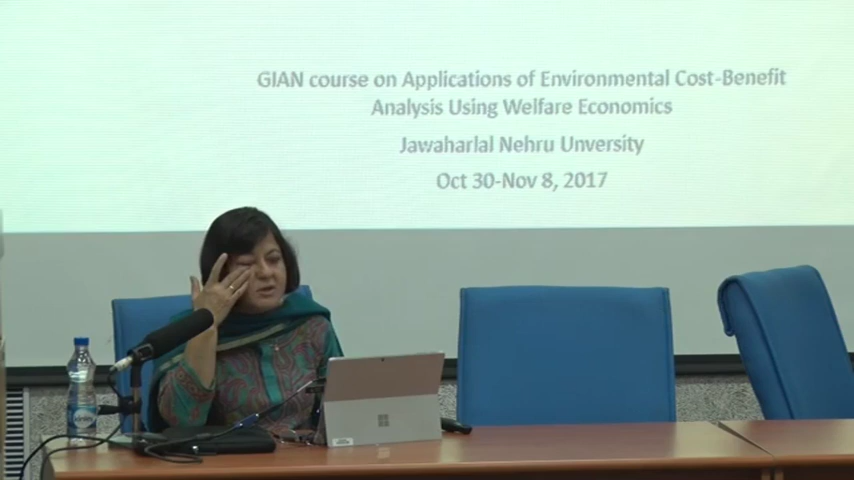 GIAN course on Applications of Environmental Cost-Benefit
Analysis Using Welfare Economics
Jawaharlal Nehru Unversity
Oct 30-Nov 8, 2017